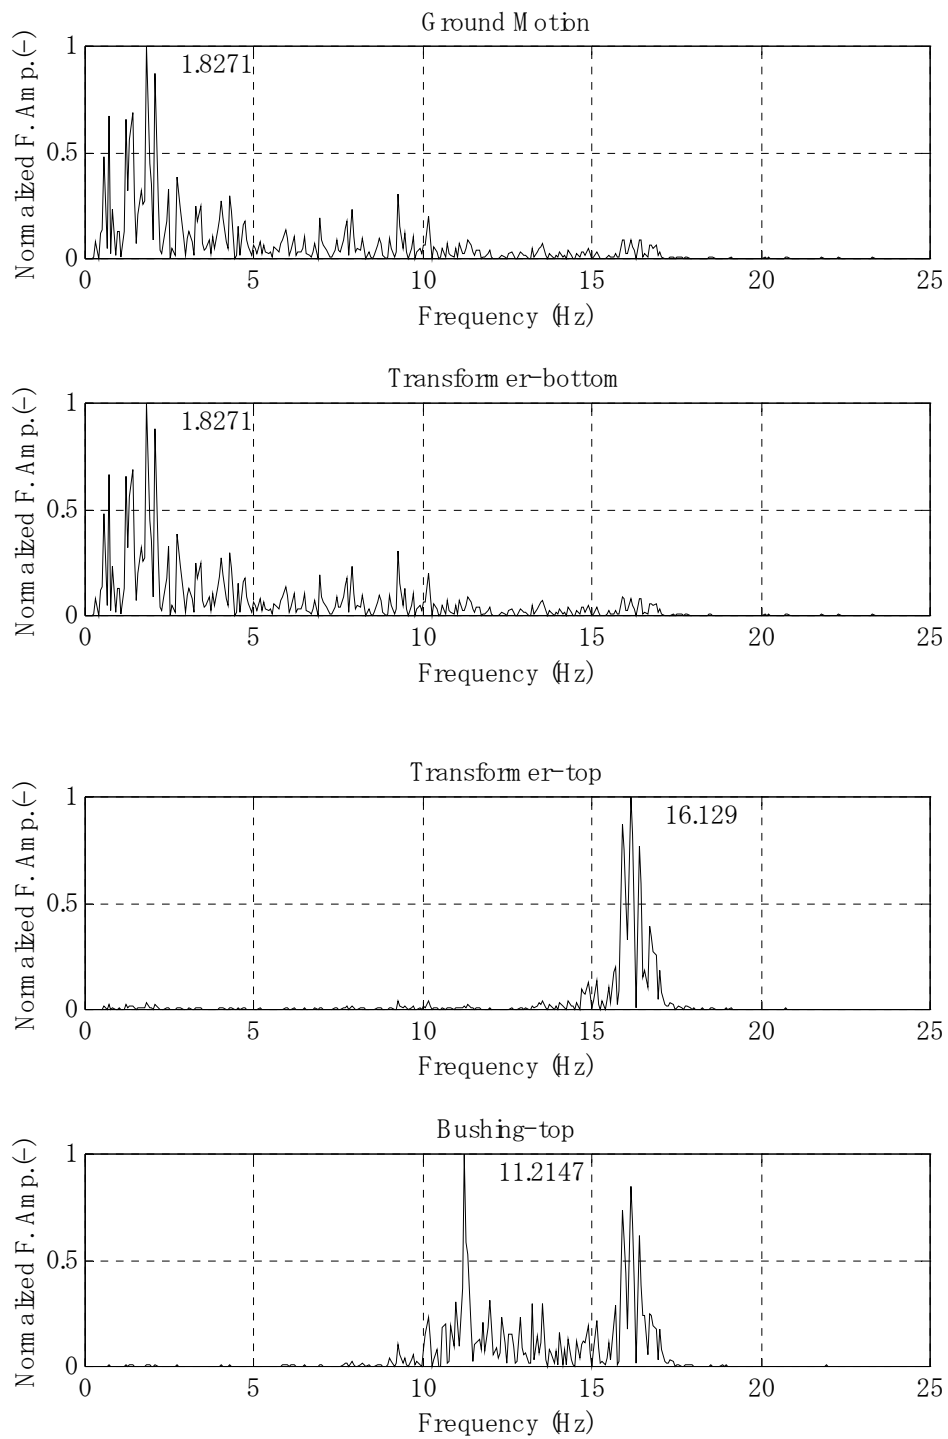 Ground Motion
Normalized F. Amp.(-)
1
0.5
0
1.8271
0 5 10 15 20 25
Frequency (Hz)
Transformer-bottom
Normalized F. Amp.(-)
1
0.5
0
1.8271
0 5 10 15 20 25
Frequency (Hz)
Transformer-top
Normalized F. Amp.(-)
1
0.5
0
16.129
0 5 10 15 20 25
Frequency (Hz)
Bushing-top
Normalized F. Amp.(-)
1
0.5
0
11.2147
0 5 10 15 20 25
Frequency (Hz)